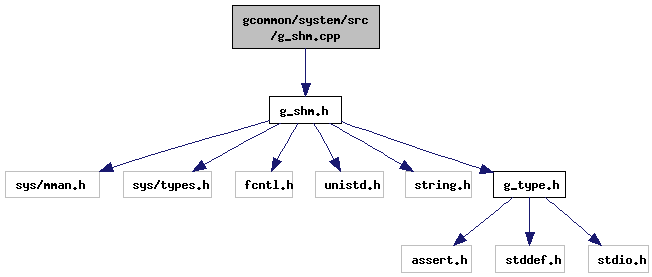 gcommon/system/src
/g_shm.cpp
g_shm.h
sys/mman.h
sys/types.h
fcntl.h
unistd.h
string.h
g_type.h
assert.h
stddef.h
stdio.h